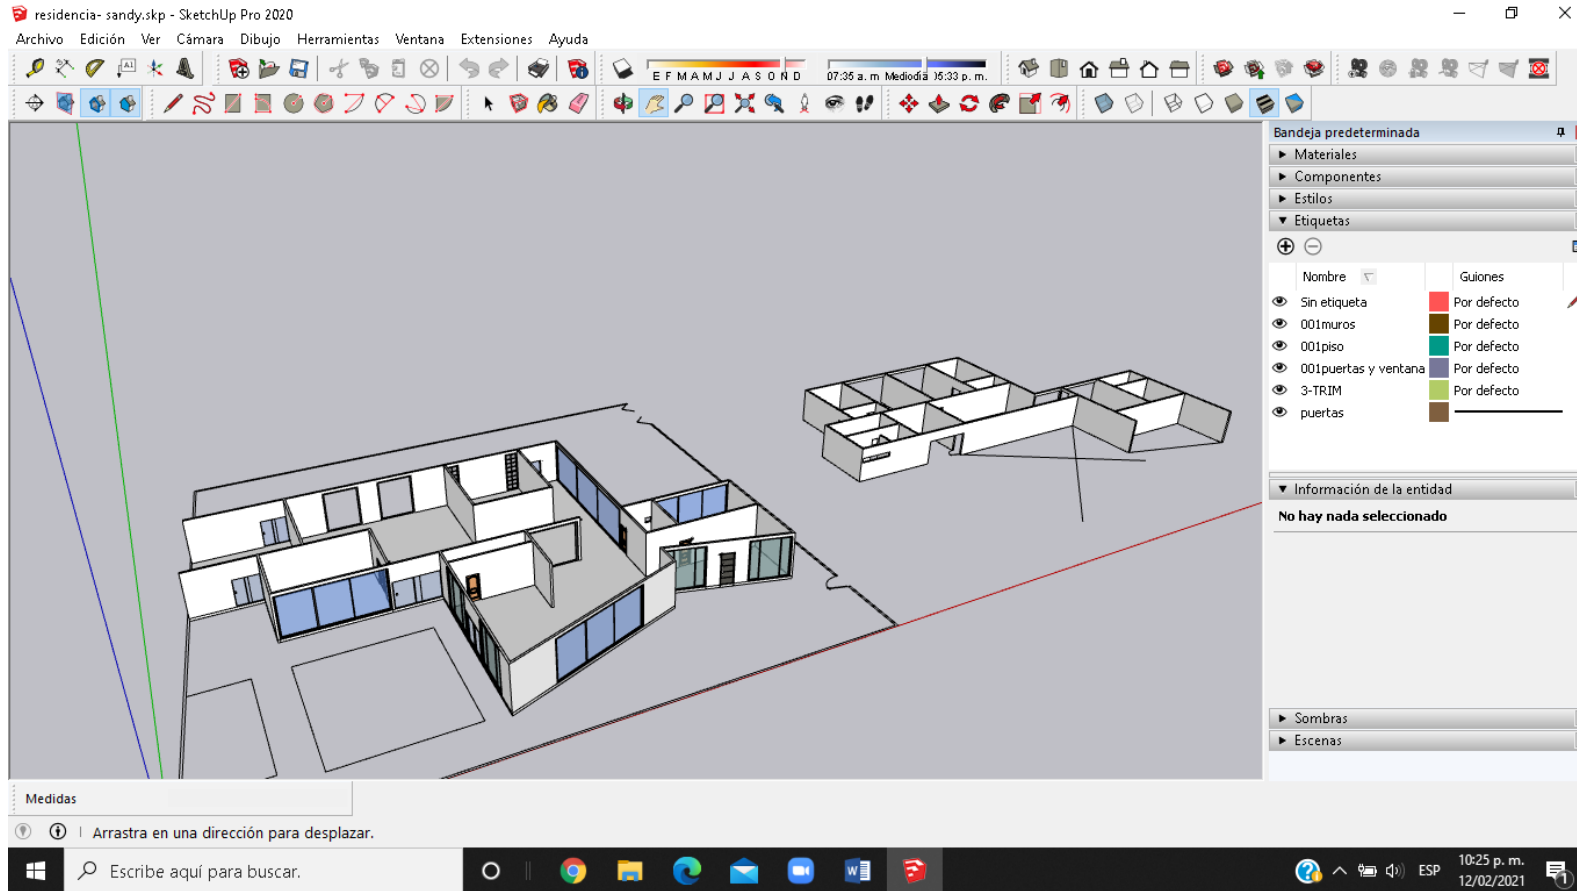 residencia- sandy.skp - SketchUp Pro 2020
Archivo Edición Ver Cámara Dibujo Herramientas Ventana Extensiones Ayuda
E F M A M J J A S O N D 07:35 a. m Mediodía 05:33 p. m.
Bandeja predeterminada
Materiales
Componentes
Estilos
Etiquetas
Nombre Guiones
Sin etiqueta Por defecto
001muros Por defecto
001piso Por defecto
001puertas y ventana Por defecto
3-TRIM Por defecto
puertas
Información de la entidad
No hay nada seleccionado
Sombras
Escenas
Medidas
Arrastra en una dirección para desplazar.
Escribe aquí para buscar.
ESP
10:25 p. m.
12/02/2021